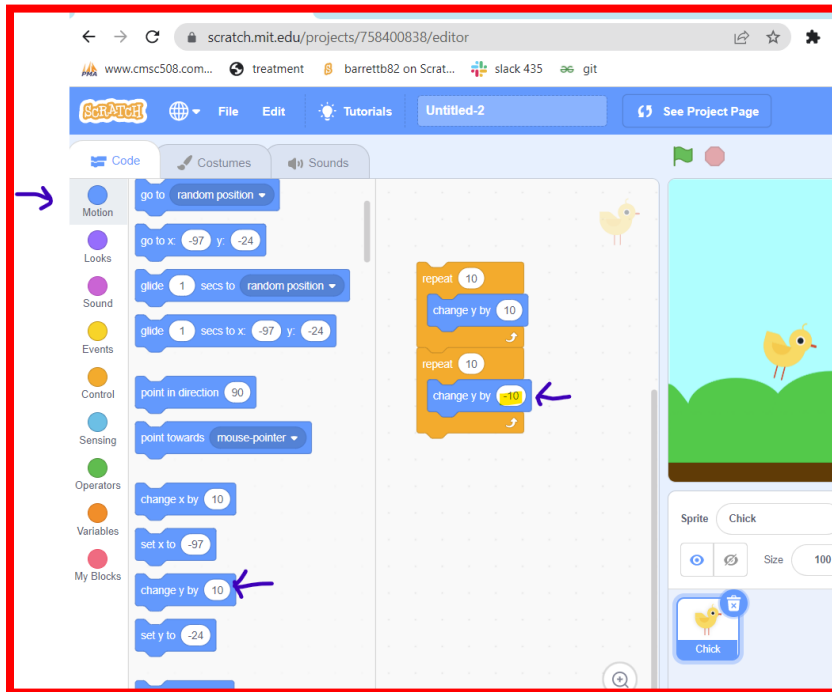 scratch.mit.edu/projects/758400838/editor
PMA www.cmsc508.com... treatment barrettb82 on Scrat... slack 435 git
SCRATCH File Edit Tutorials Untitled-2 See Project Page
Code Costumes Sounds
Motion
Looks
Sound
Events
Control
Sensing
Operators
Variables
My Blocks
go to random position
go to x: -97 y: -24
glide 1 secs to random position
glide 1 secs to x: -97 y: -24
point in direction 90
point towards mouse-pointer
change x by 10
set x to -97
change y by 10
set y to -24
repeat 10
change y by 10
repeat 10
change y by -10
Sprite Chick
Size 100
Chick